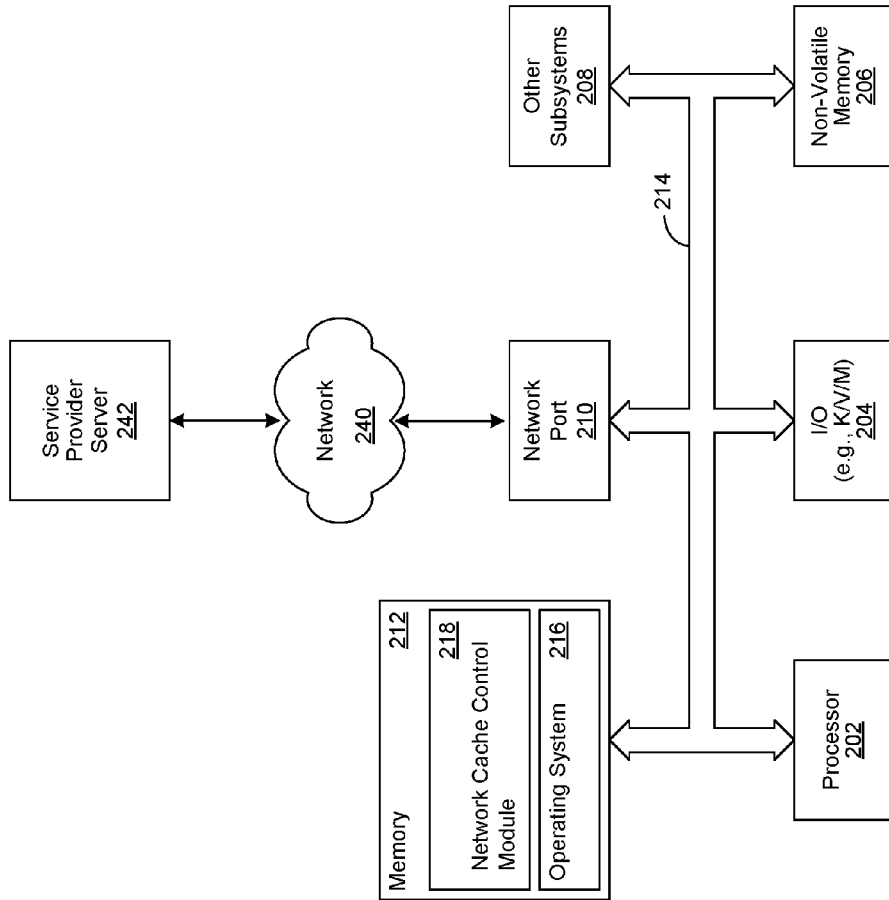 Service
Provider
Server
242
Network
240
Memory 212
218
Network Cache Control
Module
Operating System 216
Network
Port
210
Other
Subsystems
208
214
Processor
202
I/O
(e.g., K/V/M)
204
Non-Volatile
Memory
206